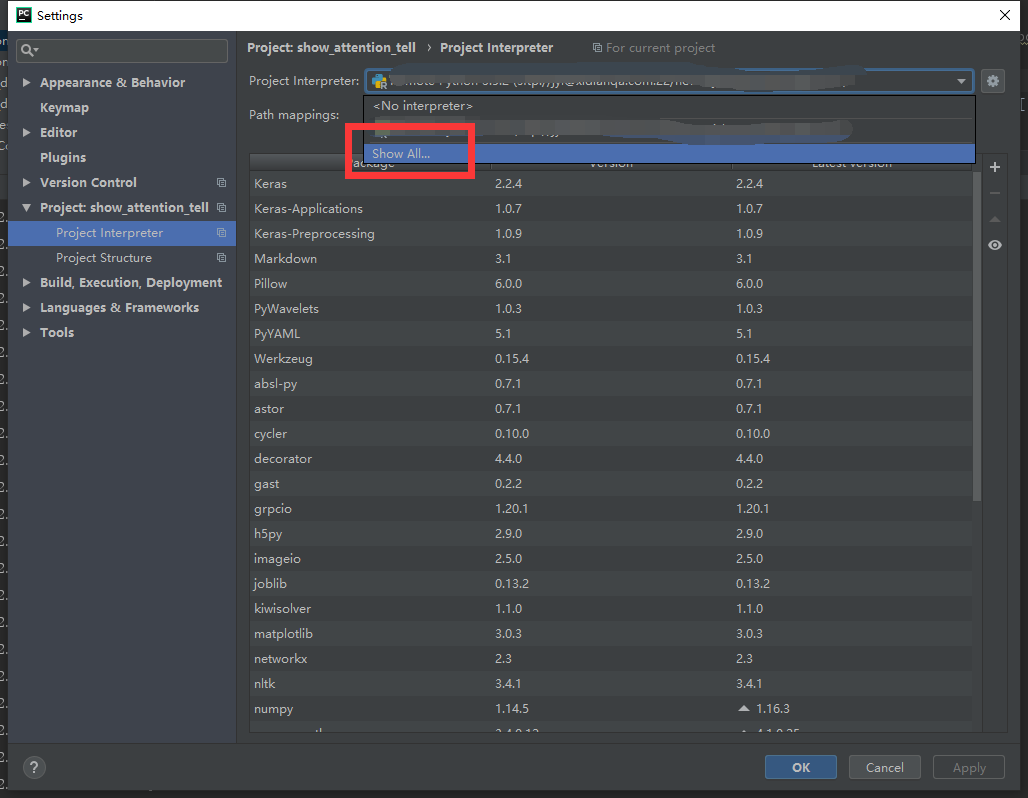 PC
Settings
Appearance & Behavior
Keymap
Editor
Plugins
Version Control
Project: show_attention_tell
Project Interpreter
Project Structure
Build, Execution, Deployment
Languages & Frameworks
Tools
Project: show_attention_tell › Project Interpreter For current project
Project Interpreter:
<No interpreter>
Path mappings:
Show All...
Package Version Latest version
Keras 2.2.4 2.2.4
Keras-Applications 1.0.7 1.0.7
Keras-Preprocessing 1.0.9 1.0.9
Markdown 3.1 3.1
Pillow 6.0.0 6.0.0
PyWavelets 1.0.3 1.0.3
PyYAML 5.1 5.1
Werkzeug 0.15.4 0.15.4
absl-py 0.7.1 0.7.1
astor 0.7.1 0.7.1
cycler 0.10.0 0.10.0
decorator 4.4.0 4.4.0
gast 0.2.2 0.2.2
grpcio 1.20.1 1.20.1
h5py 2.9.0 2.9.0
imageio 2.5.0 2.5.0
joblib 0.13.2 0.13.2
kiwisolver 1.1.0 1.1.0
matplotlib 3.0.3 3.0.3
networkx 2.3 2.3
nltk 3.4.1 3.4.1
numpy 1.14.5 1.16.3
?
OK Cancel Apply